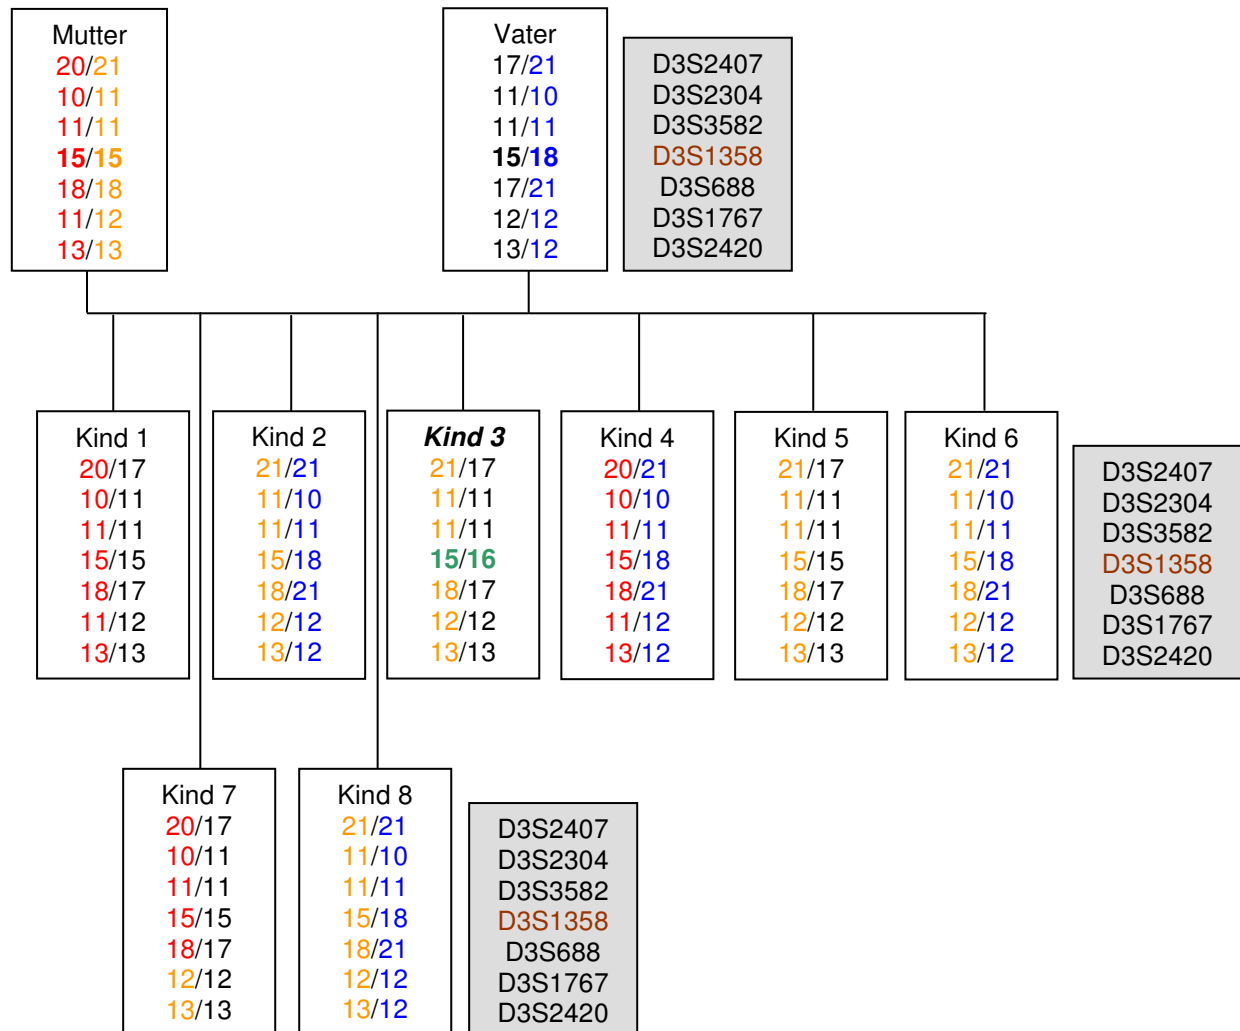 Mutter
20/21
10/11
11/11
15/15
18/18
11/12
13/13
Vater
17/21
11/10
11/11
15/18
17/21
12/12
13/12
D3S2407
D3S2304
D3S3582
D3S1358
D3S688
D3S1767
D3S2420
Kind 1
20/17
10/11
11/11
15/15
18/17
11/12
13/13
Kind 2
21/21
11/10
11/11
15/18
18/21
12/12
13/12
Kind 3
21/17
11/11
11/11
15/16
18/17
12/12
13/13
Kind 4
20/21
10/10
11/11
15/18
18/21
11/12
13/12
Kind 5
21/17
11/11
11/11
15/15
18/17
12/12
13/13
Kind 6
21/21
11/10
11/11
15/18
18/21
12/12
13/12
D3S2407
D3S2304
D3S3582
D3S1358
D3S688
D3S1767
D3S2420
Kind 7
20/17
10/11
11/11
15/15
18/17
12/12
13/13
Kind 8
21/21
11/10
11/11
15/18
18/21
12/12
13/12
D3S2407
D3S2304
D3S3582
D3S1358
D3S688
D3S1767
D3S2420